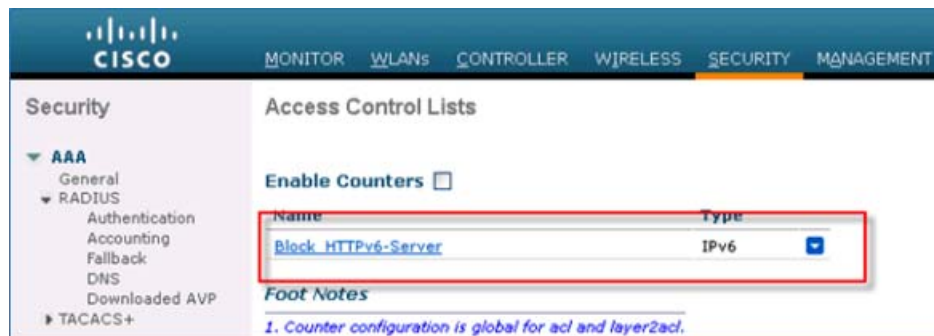 CISCO
MONITOR WLANs CONTROLLER WIRELESS SECURITY MANAGEMENT
Security
AAA
General
RADIUS
Authentication
Accounting
Fallback
DNS
Downloaded AVP
TACACS+
Access Control Lists
Enable Counters
Name Type
Block HTTPv6-Server IPv6
Foot Notes
1. Counter configuration is global for acl and layer2acl.